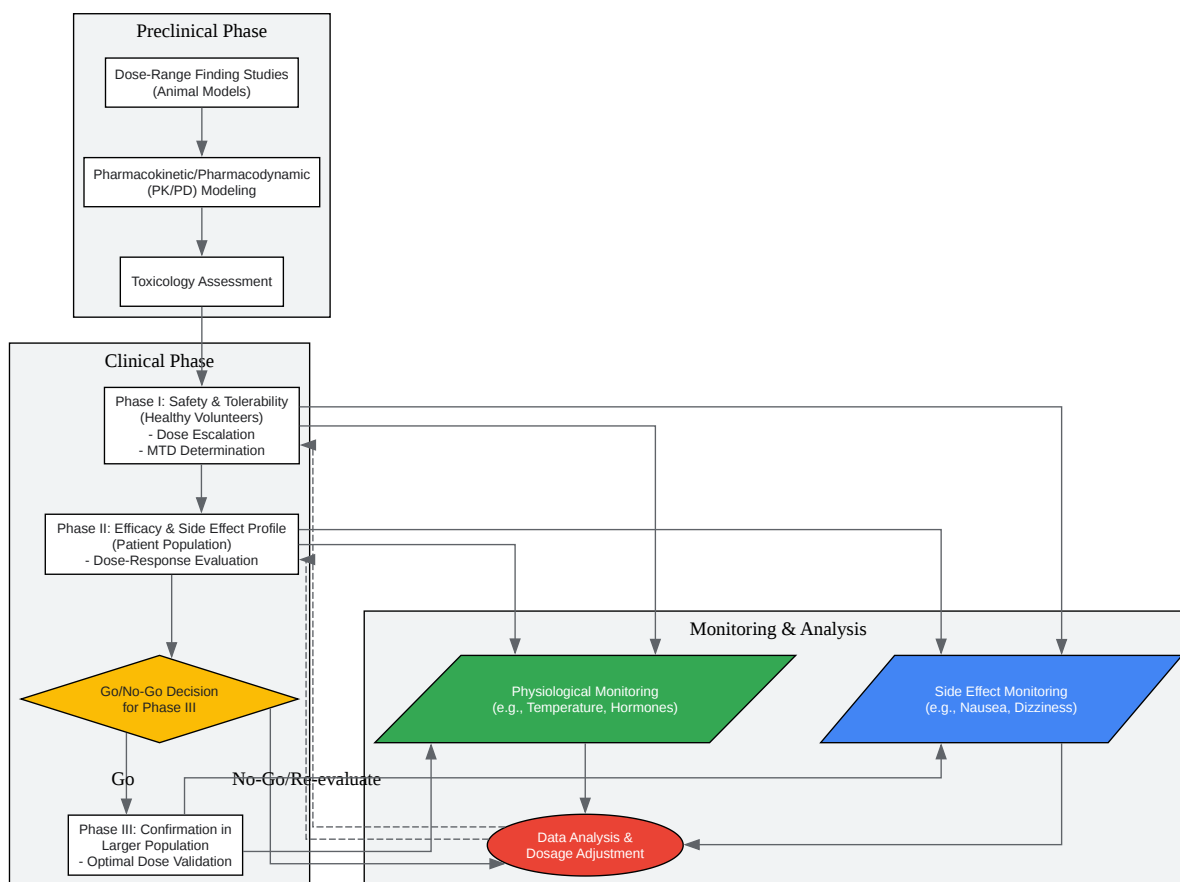 Preclinical Phase
Dose-Range Finding Studies
(Animal Models)
Pharmacokinetic/Pharmacodynamic
(PK/PD) Modeling
Toxicology Assessment
Clinical Phase
Phase I: Safety & Tolerability
(Healthy Volunteers)
- Dose Escalation
- MTD Determination
Phase II: Efficacy & Side Effect Profile
(Patient Population)
- Dose-Response Evaluation
Go/No-Go Decision
for Phase III
Go
No-Go/Re-evaluate
Phase III: Confirmation in
Larger Population
- Optimal Dose Validation
Monitoring & Analysis
Physiological Monitoring
(e.g., Temperature, Hormones)
Side Effect Monitoring
(e.g., Nausea, Dizziness)
Data Analysis &
Dosage Adjustment